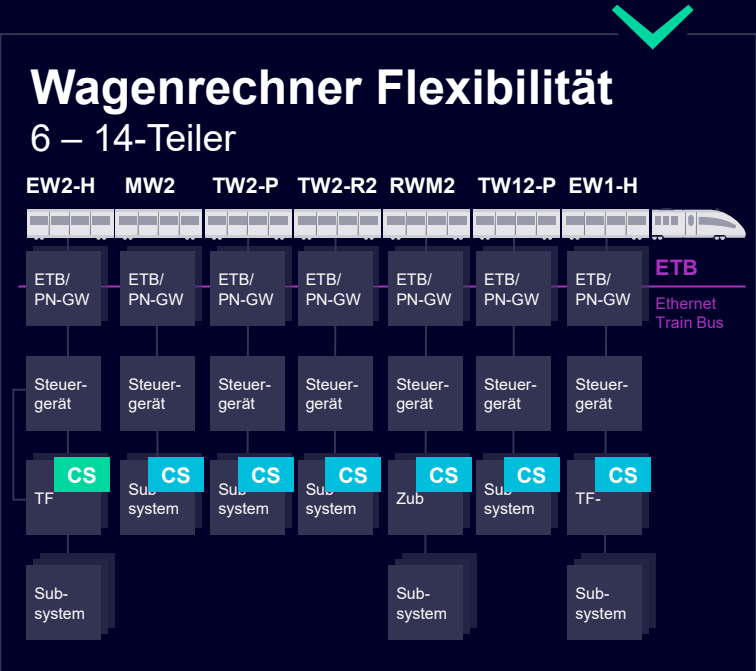 Wagenrechner Flexibilität
6 – 14-Teiler
EW2-H MW2 TW2-P TW2-R2 RWM2 TW12-P EW1-H
ETB/ ETB/ ETB/ ETB/ ETB/ ETB/ ETB/ ETB
PN-GW PN-GW PN-GW PN-GW PN-GW PN-GW PN-GW
Ethernet
Train Bus
Steuer- Steuer- Steuer- Steuer- Steuer- Steuer- Steuer-
gerät gerät gerät gerät gerät gerät gerät
CS CS CS CS CS CS CS
TF Sub- Sub- Sub- Zub Sub- TF-
system system system system
Sub- Sub- Sub-
system system system